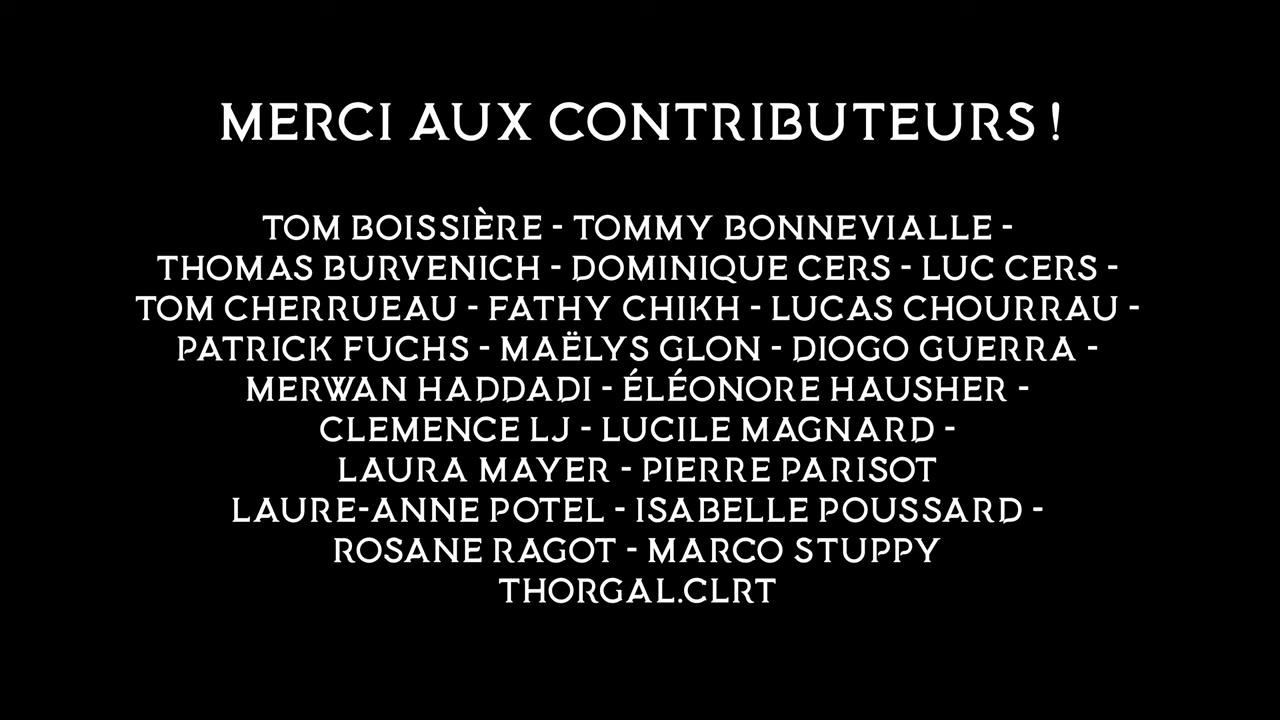 MERCI AUX CONTRIBUTEURS !
TOM BOISSIÈRE - TOMMY BONNEVIALLE -
THOMAS BURVENICH - DOMINIQUE CERS - LUC CERS -
TOM CHERRUEAU - FATHY CHIKH - LUCAS CHOURRAU -
PATRICK FUCHS - MAËLYS GLON - DIOGO GUERRA -
MERWAN HADDADI - ÉLÉONORE HAUSHER -
CLEMENCE LJ - LUCILE MAGNARD -
LAURA MAYER - PIERRE PARISOT
LAURE-ANNE POTEL - ISABELLE POUSSARD -
ROSANE RAGOT - MARCO STUPPY
THORGAL.CLRT